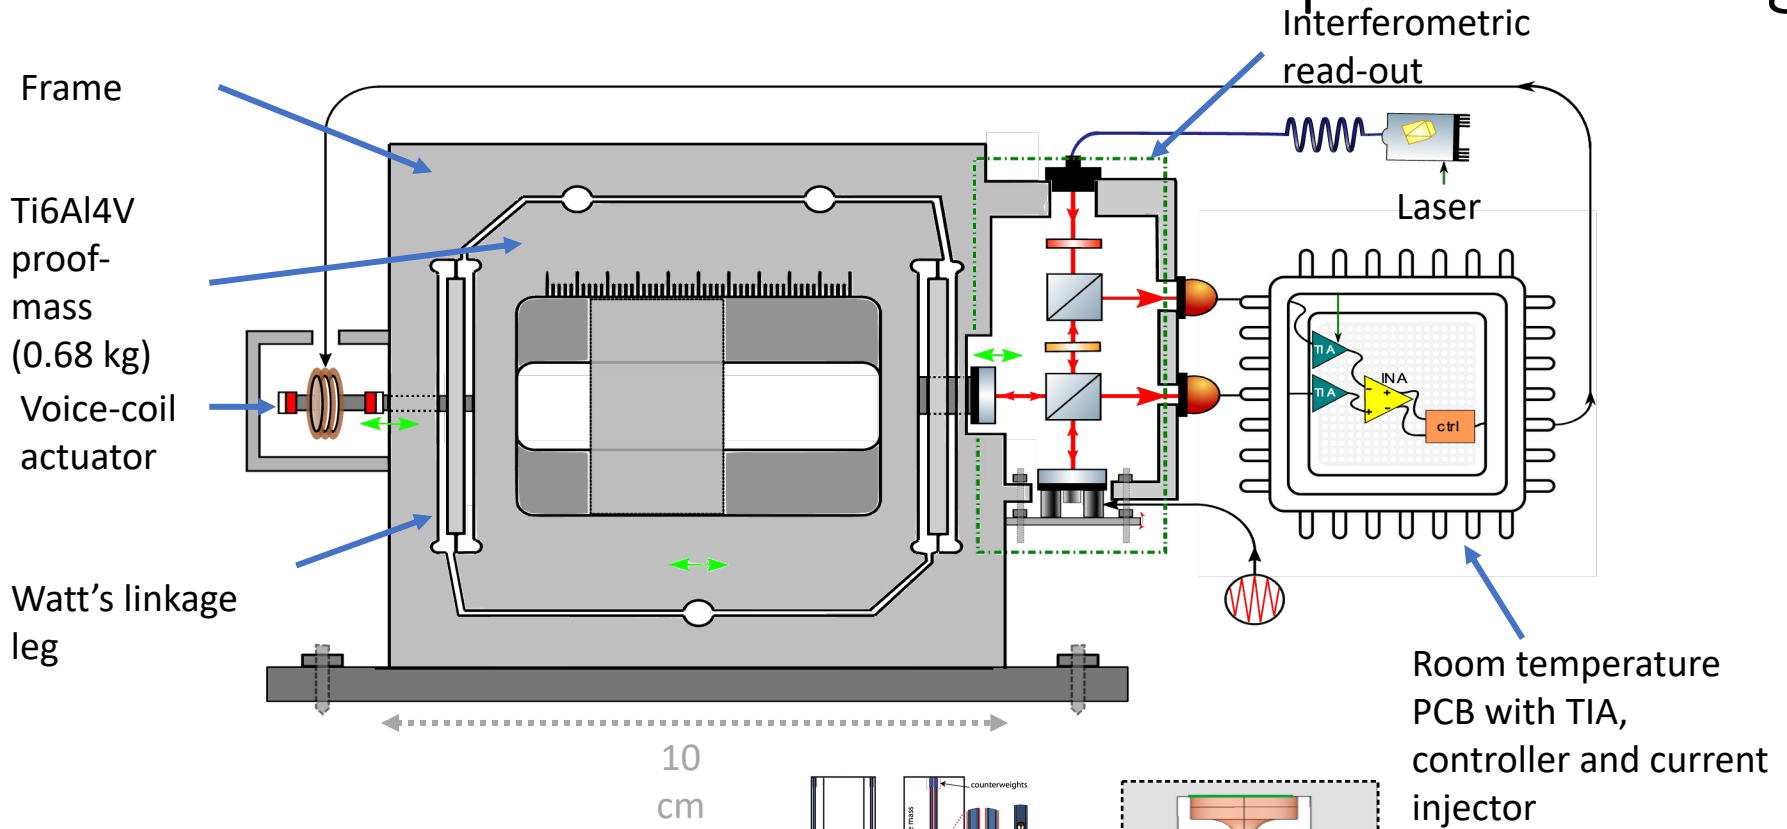 Interferometric
read-out
Frame
Laser
Ti6Al4V
proof-
mass
(0.68 kg)
Voice-coil
actuator
TIA
TIA
INA
ctrl
Watt's linkage
leg
Room temperature
PCB with TIA,
controller and current
injector
10
cm
counterweights
mass